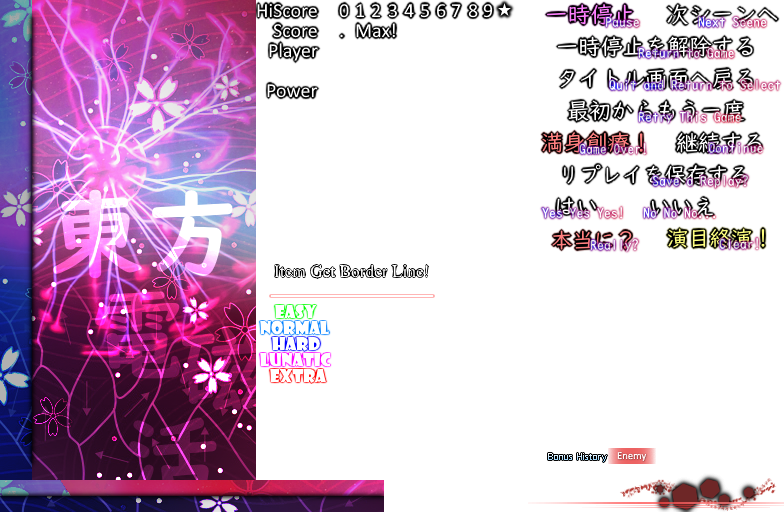 東方
電
活
HiScore 0123456789★
Score . Max!
Player
Power
Item Get Border Line!
EASY
NORMAL
HARD
LUNATIC
EXTRA
一時停止 Pause
次シーンへ Next Scene
一時停止を解除する Return to Game
タイトル画面へ戻る Quit and Return to Select
最初からもう一度 Retry This Game
満身創痍！ Game Over!
継続する Continue
リプレイを保存する Save a Replay?
はい Yes Yes Yes!
いいえ No No No...
本当に？ Really?
演目終演！ Clear!
Bonus History Enemy